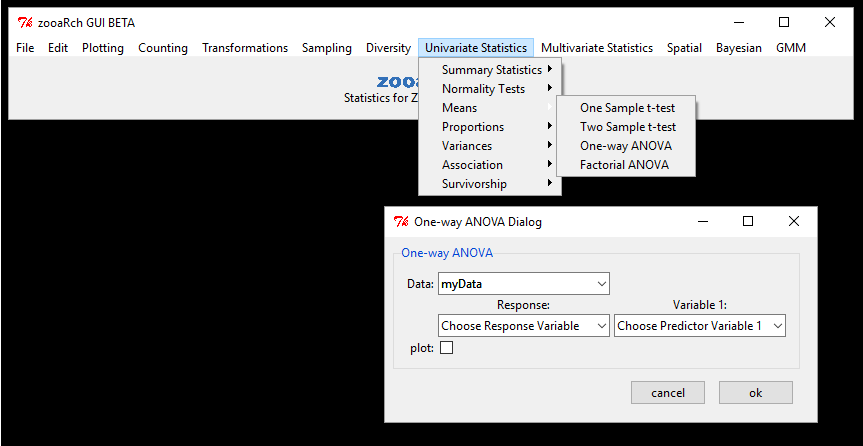 zooaRch GUI BETA
File Edit Plotting Counting Transformations Sampling Diversity Univariate Statistics Multivariate Statistics Spatial Bayesian GMM
Summary Statistics
Statistics for Z
Normality Tests
Means
One Sample t-test
Proportions
Two Sample t-test
Variances
One-way ANOVA
Association
Factorial ANOVA
Survivorship
One-way ANOVA Dialog
One-way ANOVA
Data: myData
Response: Variable 1:
Choose Response Variable Choose Predictor Variable 1
plot:
cancel ok